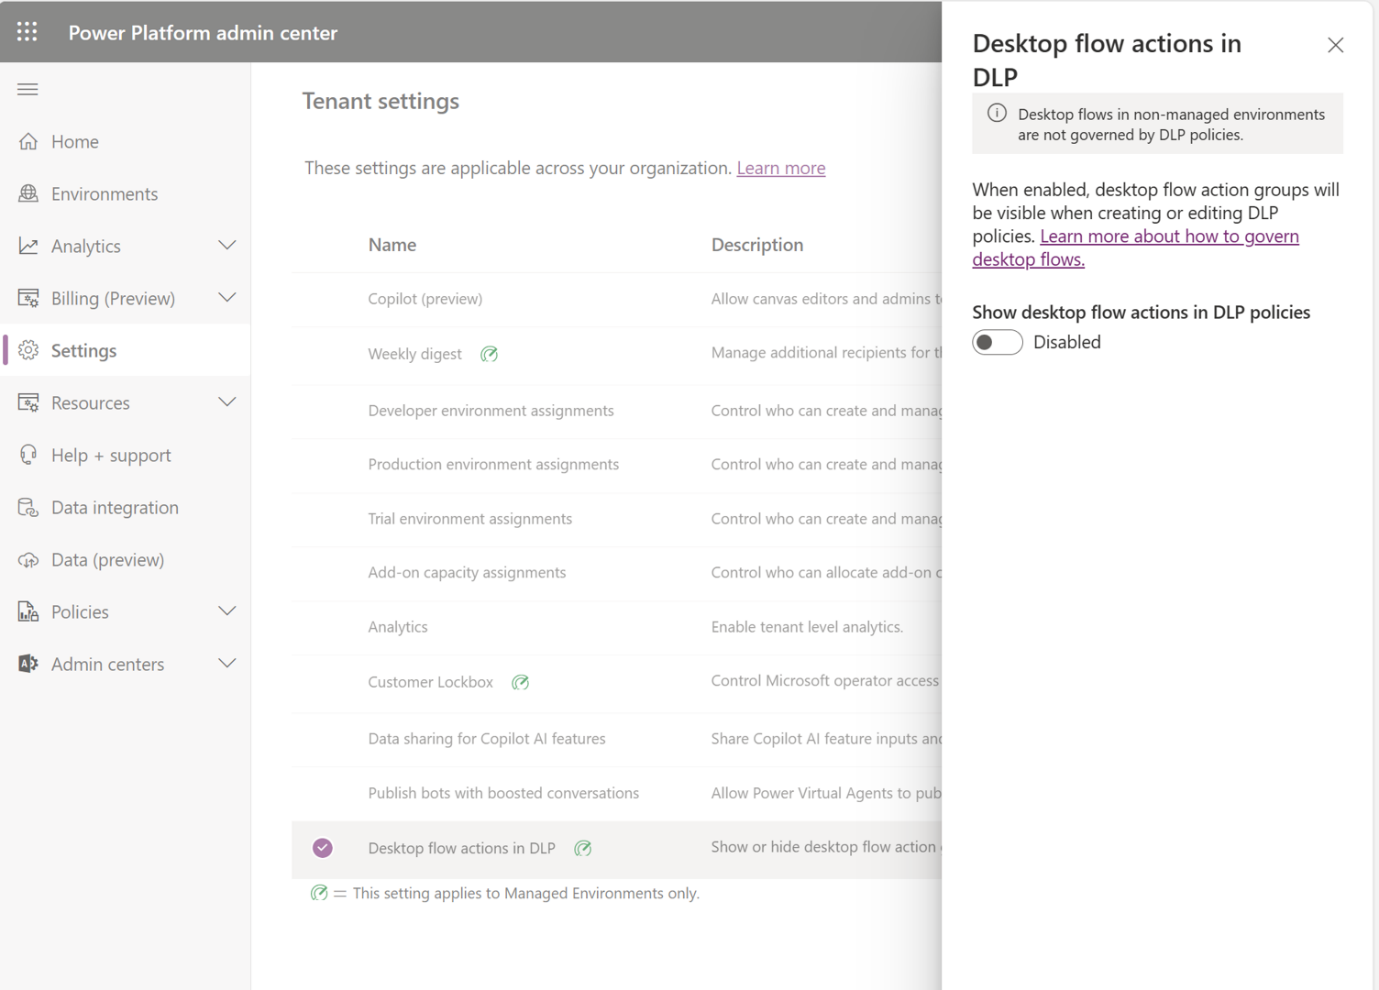 Power Platform admin center
Home
Environments
Analytics
Billing (Preview)
Settings
Resources
Help + support
Data integration
Data (preview)
Policies
Admin centers
Tenant settings
These settings are applicable across your organization. Learn more
Name Description
Copilot (preview) Allow canvas editors and admins t
Weekly digest Manage additional recipients for t
Developer environment assignments Control who can create and mana
Production environment assignments Control who can create and mana
Trial environment assignments Control who can create and mana
Add-on capacity assignments Control who can allocate add-on
Analytics Enable tenant level analytics.
Customer Lockbox Control Microsoft operator access
Data sharing for Copilot AI features Share Copilot AI feature inputs an
Publish bots with boosted conversations Allow Power Virtual Agents to pub
Desktop flow actions in DLP Show or hide desktop flow action
= This setting applies to Managed Environments only.
Desktop flow actions in
DLP
Desktop flows in non-managed environments
are not governed by DLP policies.
When enabled, desktop flow action groups will
be visible when creating or editing DLP
policies. Learn more about how to govern
desktop flows.
Show desktop flow actions in DLP policies
Disabled